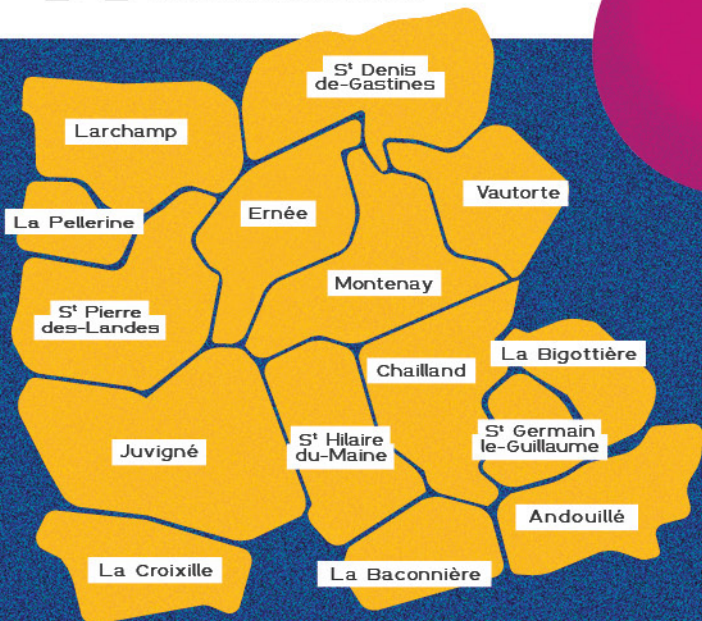 Sᵗ Denis
de-Gastines
Larchamp
Vautorte
Ernée
La Pellerine
Montenay
Sᵗ Pierre
des-Landes
La Bigottière
Chailland
Sᵗ Germain
le-Guillaume
Sᵗ Hilaire
du-Maine
Juvigné
Andouillé
La Croixille
La Baconnière